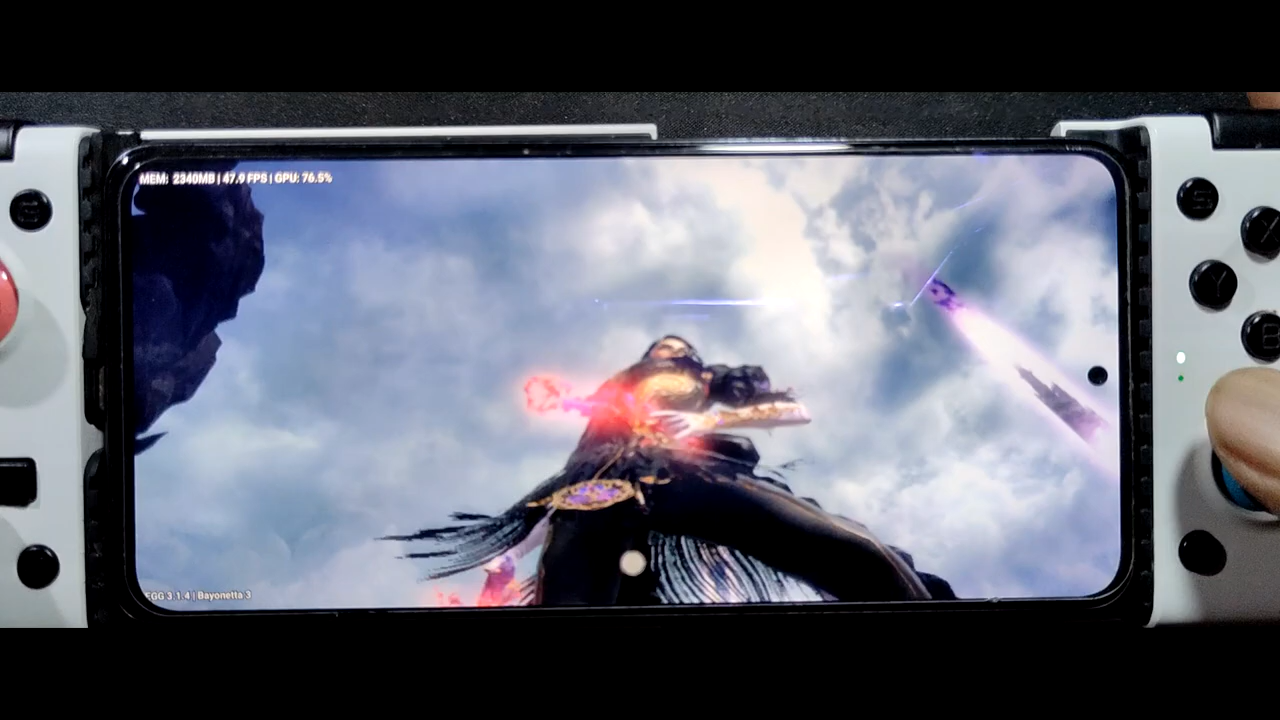 MEM: 2340MB | 47.9 FPS | GPU: 76.5%
S
X
Y
B
EGG 3.1.4 | Bayonetta 3